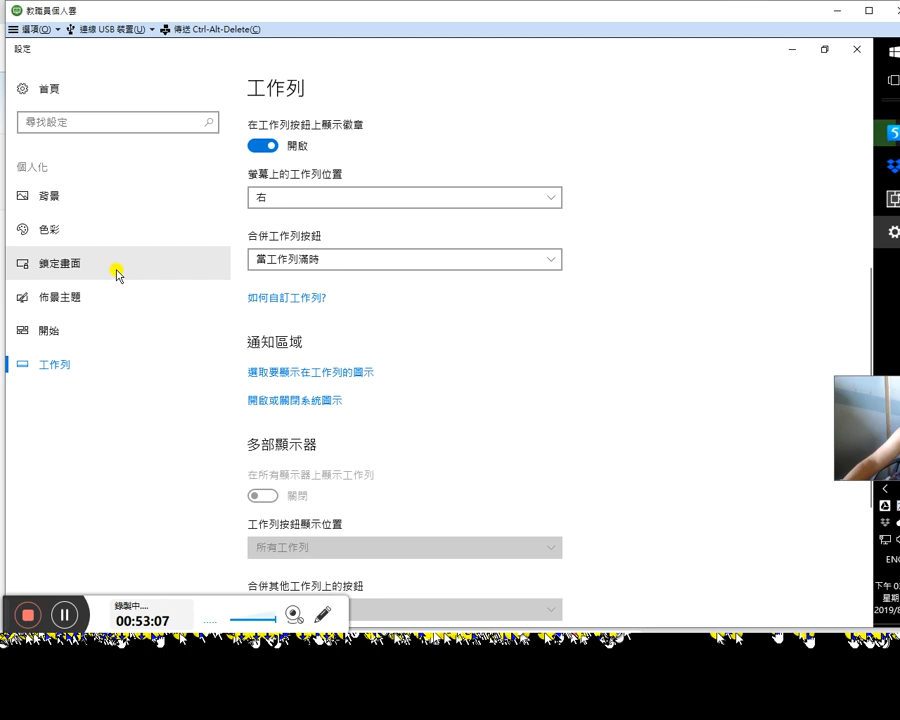 教職員個人雲
選項(O) 連線 USB 裝置(U) 傳送 Ctrl-Alt-Delete(C)
設定
首頁
尋找設定
個人化
背景
色彩
鎖定畫面
佈景主題
開始
工作列
工作列
在工作列按鈕上顯示徽章
開啟
螢幕上的工作列位置
右
合併工作列按鈕
當工作列滿時
如何自訂工作列?
通知區域
選取要顯示在工作列的圖示
開啟或關閉系統圖示
多部顯示器
在所有顯示器上顯示工作列
關閉
工作列按鈕顯示位置
所有工作列
合併其他工作列上的按鈕
錄製中....
00:53:07
ENG
下午 0
星期
2019/8